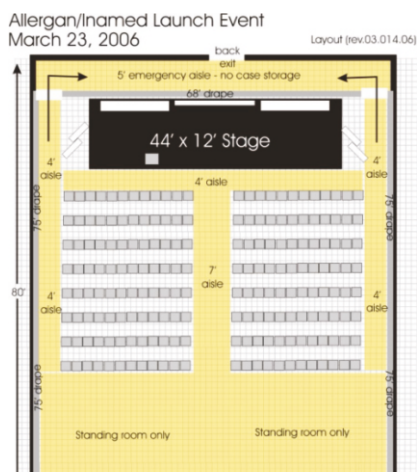 Allergan/Inamed Launch Event
March 23, 2006
Layout (rev.03.014.06)
back
exit
5' emergency aisle - no case storage
68' drape
44' x 12' Stage
4'
aisle
4'
aisle
4' aisle
75' drape
75' drape
7'
aisle
80'
4'
aisle
4'
aisle
75' drape
75' drape
Standing room only
Standing room only